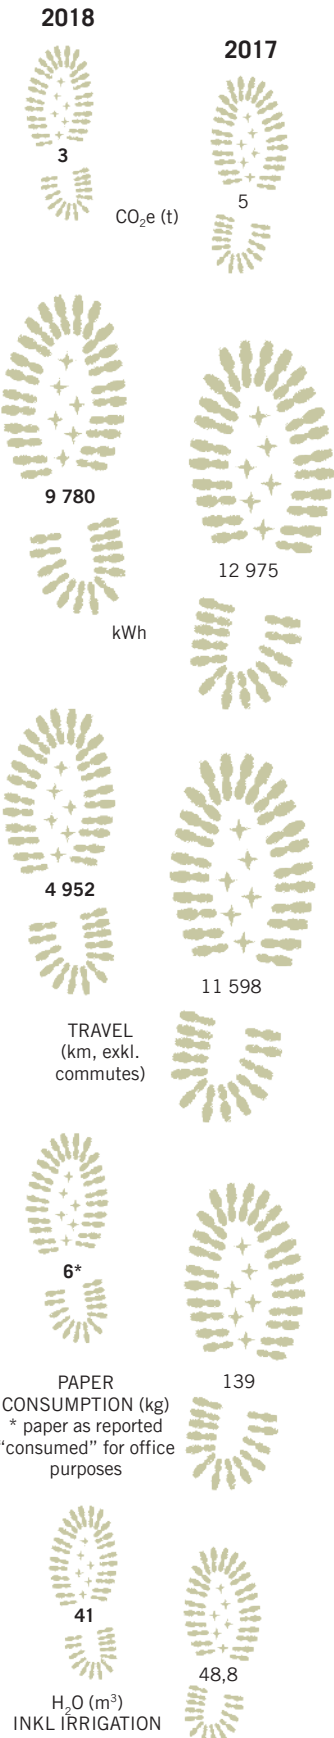 2018
2017
3
5
CO₂e (t)
9 780
12 975
kWh
4 952
11 598
TRAVEL
(km, exkl.
commutes)
6*
139
PAPER
CONSUMPTION (kg)
* paper as reported
“consumed” for office
purposes
41
48,8
H₂O (m³)
INKL IRRIGATION